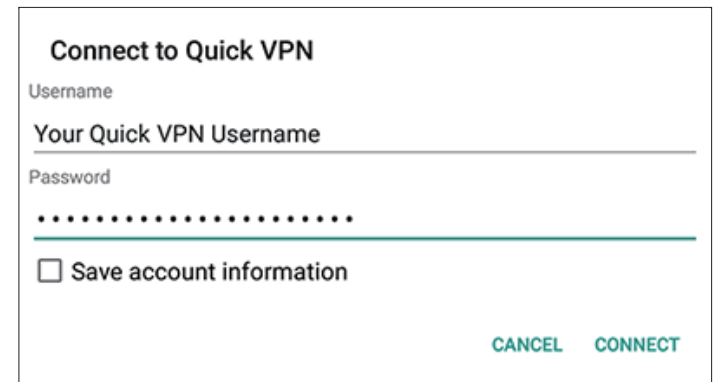 Connect to Quick VPN
Username
Your Quick VPN Username
Password
••••••••••••••••••••••
Save account information
CANCEL CONNECT